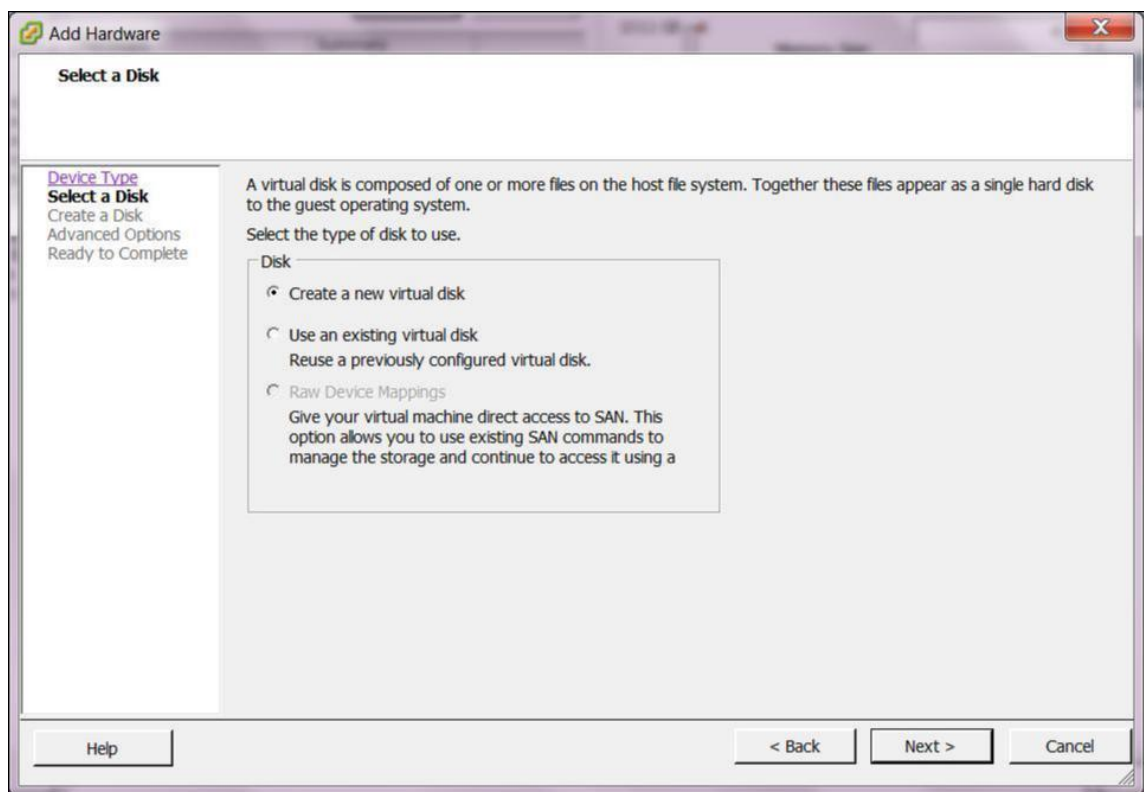 Add Hardware
Select a Disk
Device Type
Select a Disk
Create a Disk
Advanced Options
Ready to Complete
A virtual disk is composed of one or more files on the host file system. Together these files appear as a single hard disk
to the guest operating system.
Select the type of disk to use.
Disk
Create a new virtual disk
Use an existing virtual disk
Reuse a previously configured virtual disk.
Raw Device Mappings
Give your virtual machine direct access to SAN. This
option allows you to use existing SAN commands to
manage the storage and continue to access it using a
Help
< Back
Next >
Cancel